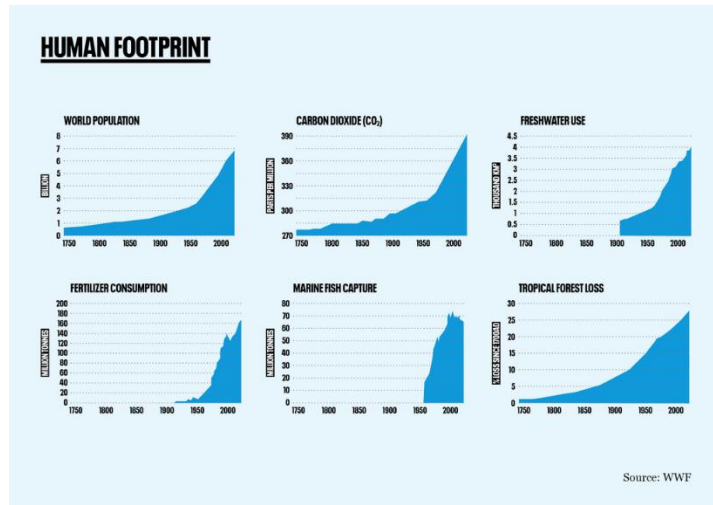 HUMAN FOOTPRINT
WORLD POPULATION
BILLION
8
7
6
5
4
3
2
1
0
1750 1800 1850 1900 1950 2000
CARBON DIOXIDE (CO₂)
PARTS PER MILLION
390
360
330
300
270
1750 1800 1850 1900 1950 2000
FRESHWATER USE
THOUSAND KM³
4.5
4
3.5
3
2.5
2
1.5
1
0.5
0
1750 1800 1850 1900 1950 2000
FERTILIZER CONSUMPTION
MILLION TONNES
200
180
160
140
120
100
80
60
40
20
0
1750 1800 1850 1900 1950 2000
MARINE FISH CAPTURE
MILLION TONNES
80
70
60
50
40
30
20
10
0
1750 1800 1850 1900 1950 2000
TROPICAL FOREST LOSS
% LOSS SINCE 1700AD
30
25
20
15
10
5
0
1750 1800 1850 1900 1950 2000
Source: WWF